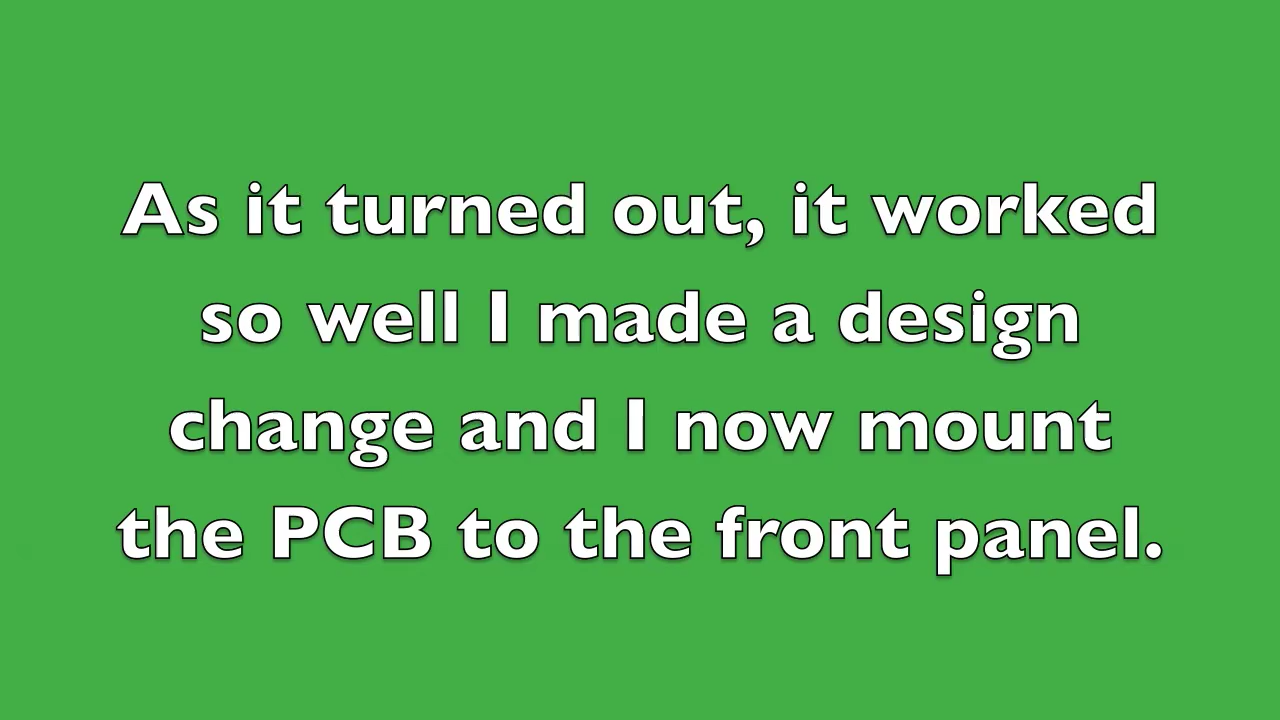 As it turned out, it worked
so well I made a design
change and I now mount
the PCB to the front panel.